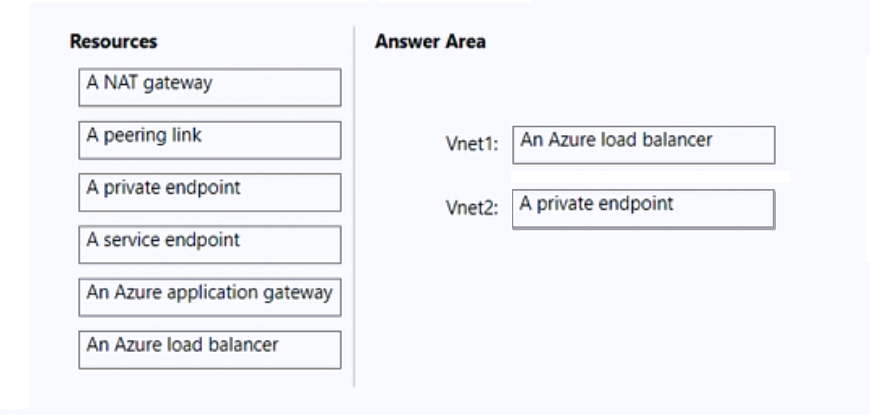 Resources
A NAT gateway
A peering link
A private endpoint
A service endpoint
An Azure application gateway
An Azure load balancer
Answer Area
Vnet1: An Azure load balancer
Vnet2: A private endpoint